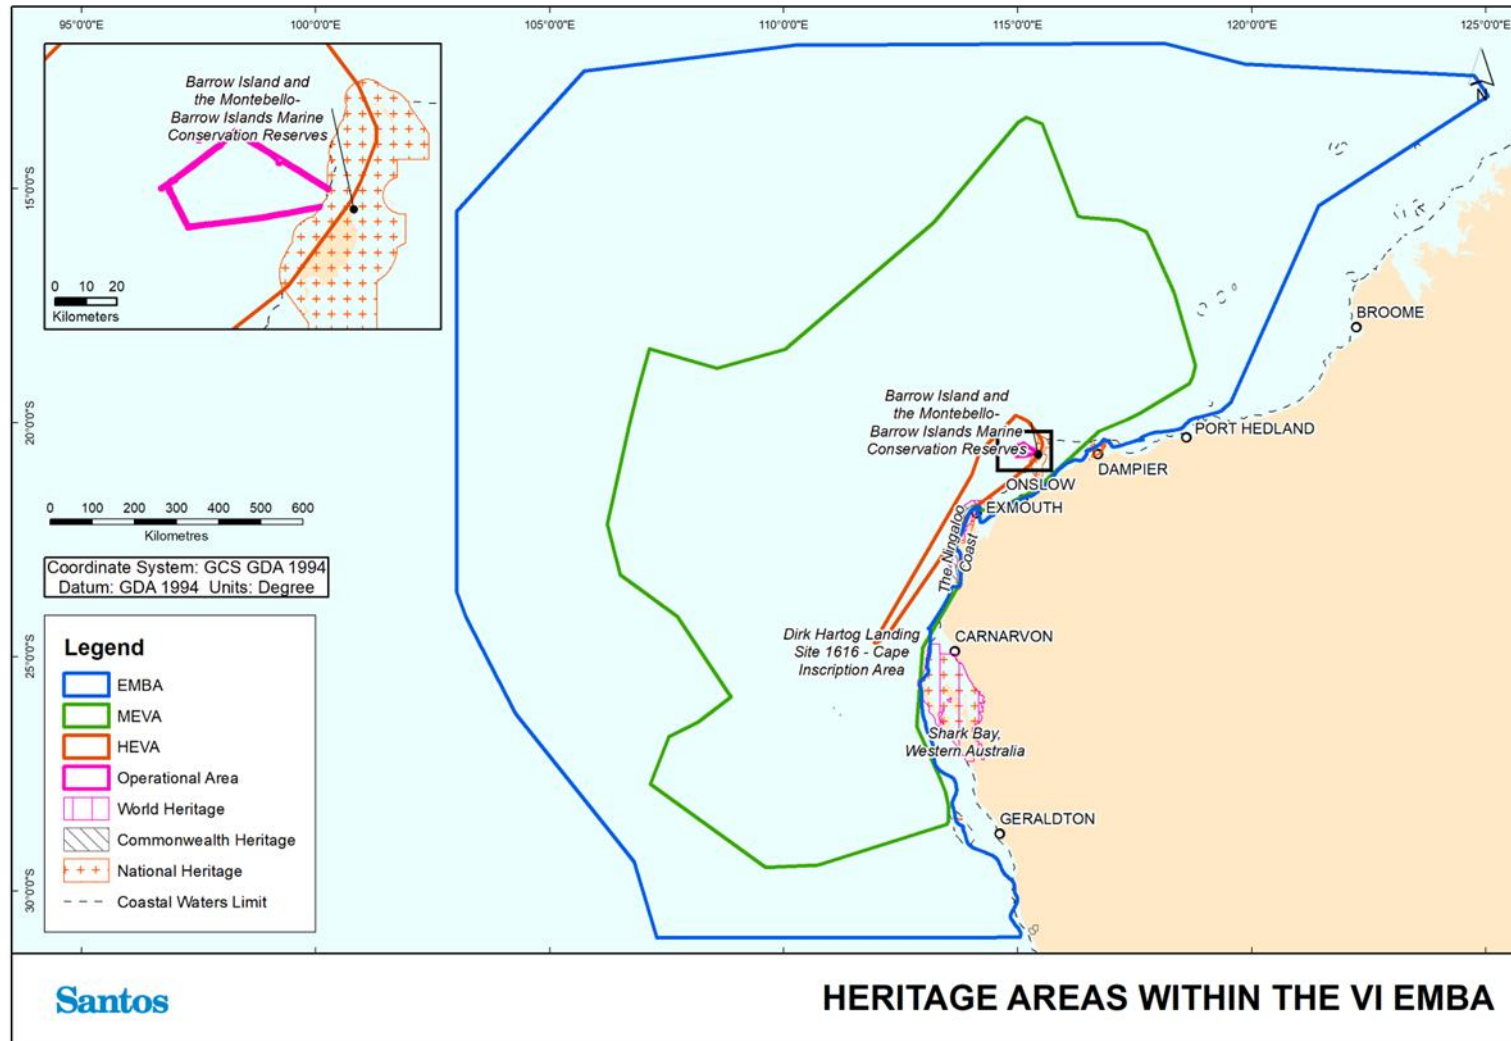 95°0'0"E
100°0'0"E
105°0'0"E
110°0'0"E
115°0'0"E
120°0'0"E
125°0'0"E
15°0'0"S
20°0'0"S
25°0'0"S
30°0'0"S
Barrow Island and
the Montebello-
Barrow Islands Marine
Conservation Reserves
0 10 20
Kilometers
N
BROOME
Barrow Island and
the Montebello-
Barrow Islands Marine
Conservation Reserves
PORT HEDLAND
DAMPIER
ONSLOW
EXMOUTH
The Ningaloo
Coast
Dirk Hartog Landing
Site 1616 - Cape
Inscription Area
CARNARVON
Shark Bay,
Western Australia
GERALDTON
0 100 200 300 400 500 600
Kilometres
Coordinate System: GCS GDA 1994
Datum: GDA 1994 Units: Degree
Legend
EMBA
MEVA
HEVA
Operational Area
World Heritage
Commonwealth Heritage
National Heritage
Coastal Waters Limit
Santos
HERITAGE AREAS WITHIN THE VI EMBA